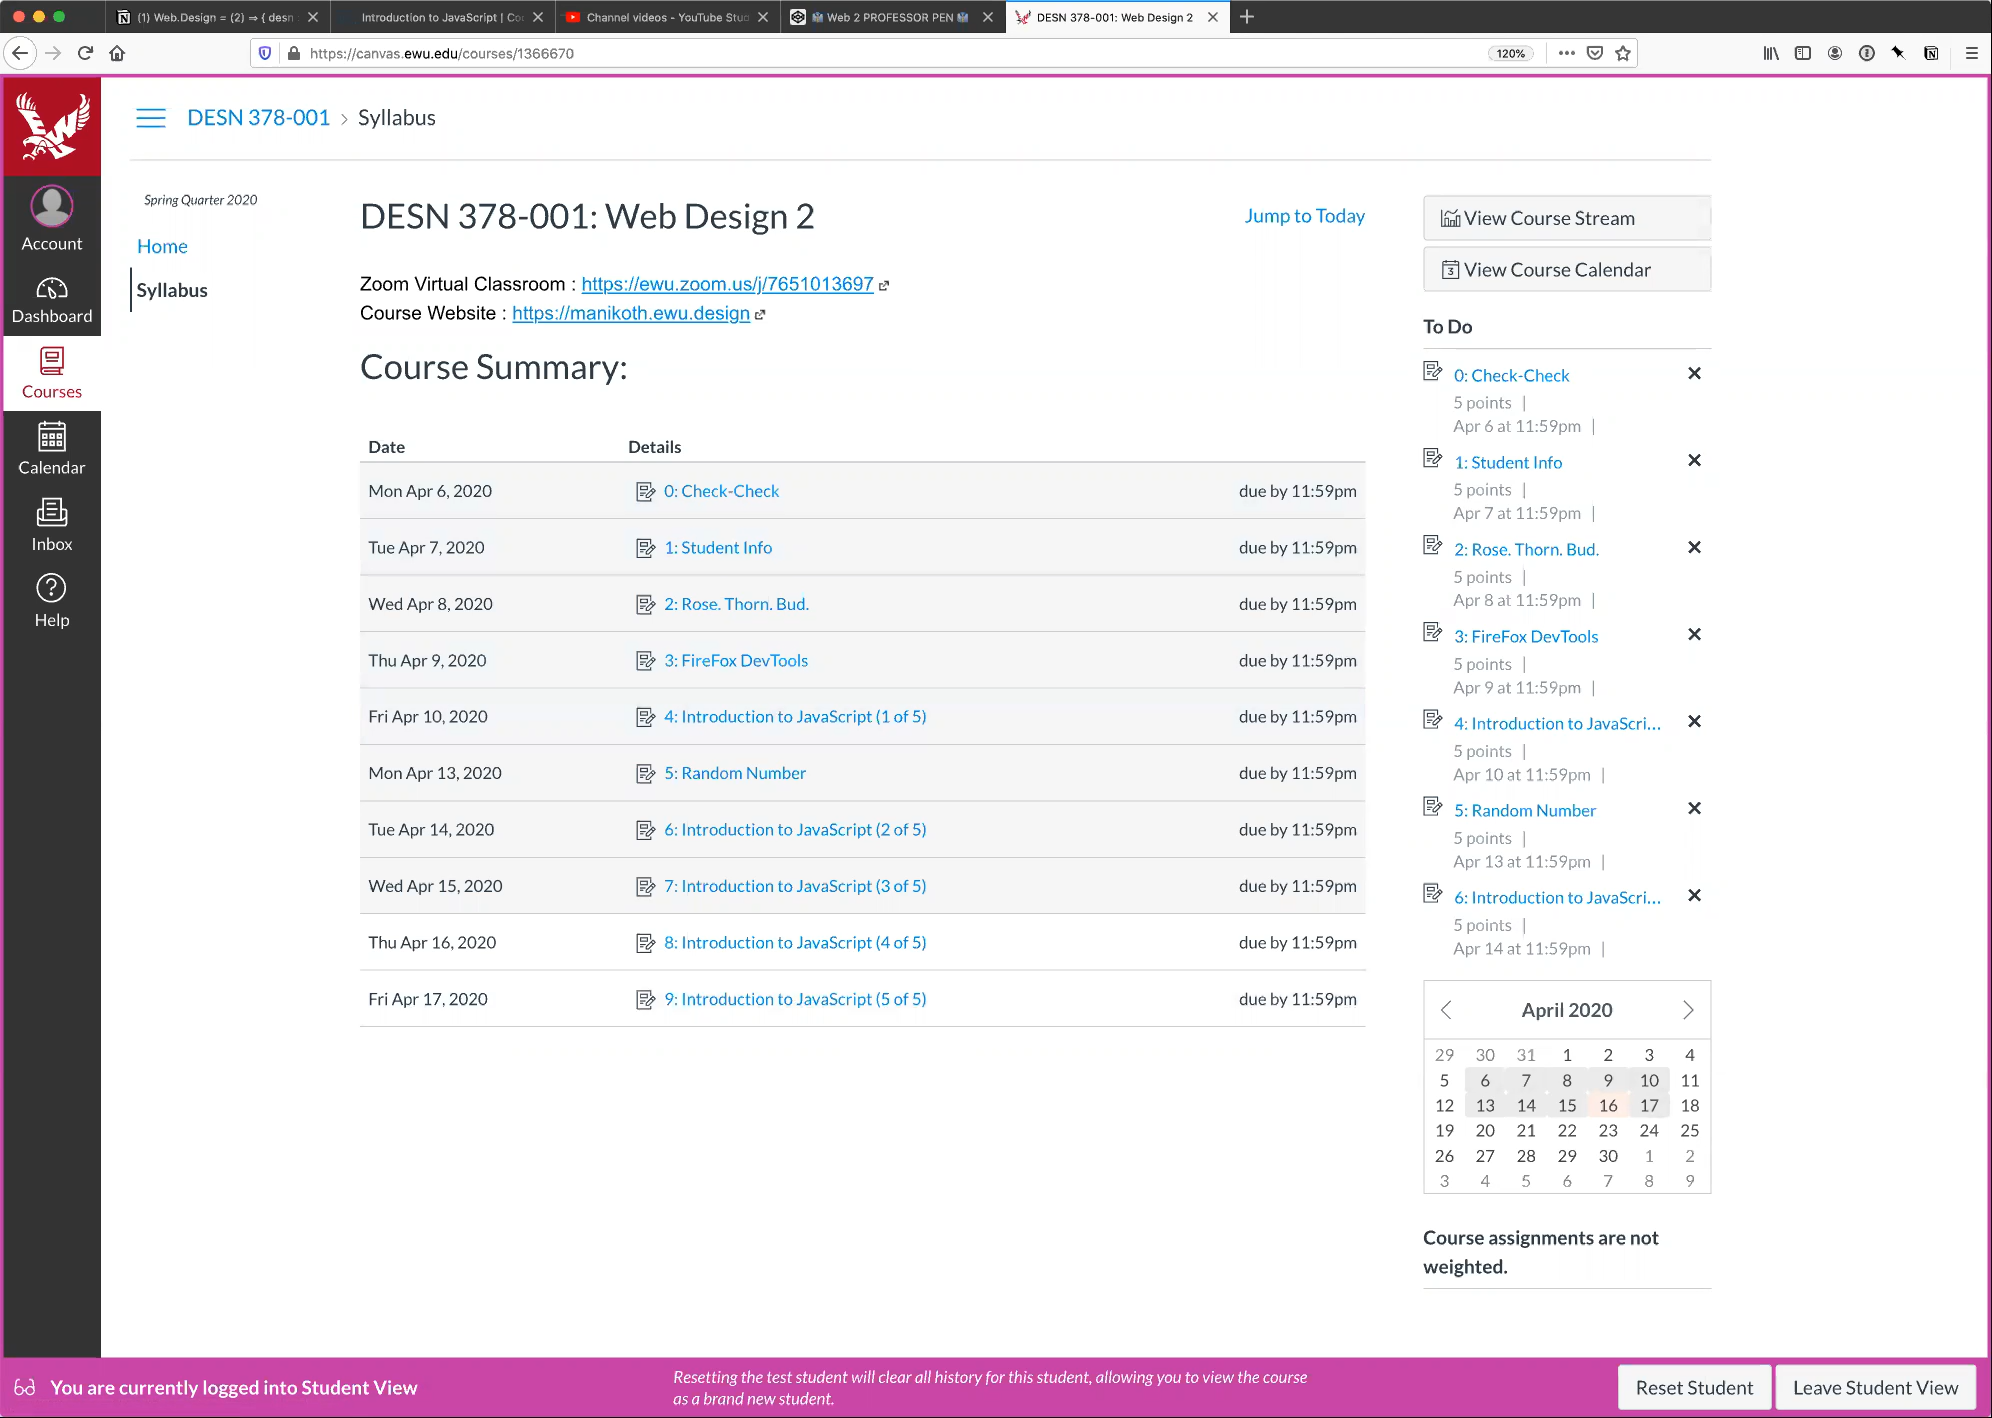 (1) Web.Design = (2) ⇒ { desn
Introduction to JavaScript | Co
Channel videos - YouTube Stu
Web 2 PROFESSOR PEN
DESN 378-001: Web Design 2
https://canvas.ewu.edu/courses/1366670
120%
DESN 378-001 › Syllabus
Account
Dashboard
Courses
Calendar
Inbox
Help
Spring Quarter 2020
Home
Syllabus
DESN 378-001: Web Design 2
Jump to Today
Zoom Virtual Classroom : https://ewu.zoom.us/j/7651013697
Course Website : https://manikoth.ewu.design
Course Summary:
Date Details
Mon Apr 6, 2020 0: Check-Check due by 11:59pm
Tue Apr 7, 2020 1: Student Info due by 11:59pm
Wed Apr 8, 2020 2: Rose. Thorn. Bud. due by 11:59pm
Thu Apr 9, 2020 3: FireFox DevTools due by 11:59pm
Fri Apr 10, 2020 4: Introduction to JavaScript (1 of 5) due by 11:59pm
Mon Apr 13, 2020 5: Random Number due by 11:59pm
Tue Apr 14, 2020 6: Introduction to JavaScript (2 of 5) due by 11:59pm
Wed Apr 15, 2020 7: Introduction to JavaScript (3 of 5) due by 11:59pm
Thu Apr 16, 2020 8: Introduction to JavaScript (4 of 5) due by 11:59pm
Fri Apr 17, 2020 9: Introduction to JavaScript (5 of 5) due by 11:59pm
View Course Stream
3 View Course Calendar
To Do
0: Check-Check
5 points |
Apr 6 at 11:59pm |
1: Student Info
5 points |
Apr 7 at 11:59pm |
2: Rose. Thorn. Bud.
5 points |
Apr 8 at 11:59pm |
3: FireFox DevTools
5 points |
Apr 9 at 11:59pm |
4: Introduction to JavaScri...
5 points |
Apr 10 at 11:59pm |
5: Random Number
5 points |
Apr 13 at 11:59pm |
6: Introduction to JavaScri...
5 points |
Apr 14 at 11:59pm |
April 2020
29 30 31 1 2 3 4
5 6 7 8 9 10 11
12 13 14 15 16 17 18
19 20 21 22 23 24 25
26 27 28 29 30 1 2
3 4 5 6 7 8 9
Course assignments are not
weighted.
You are currently logged into Student View
Resetting the test student will clear all history for this student, allowing you to view the course
as a brand new student.
Reset Student
Leave Student View